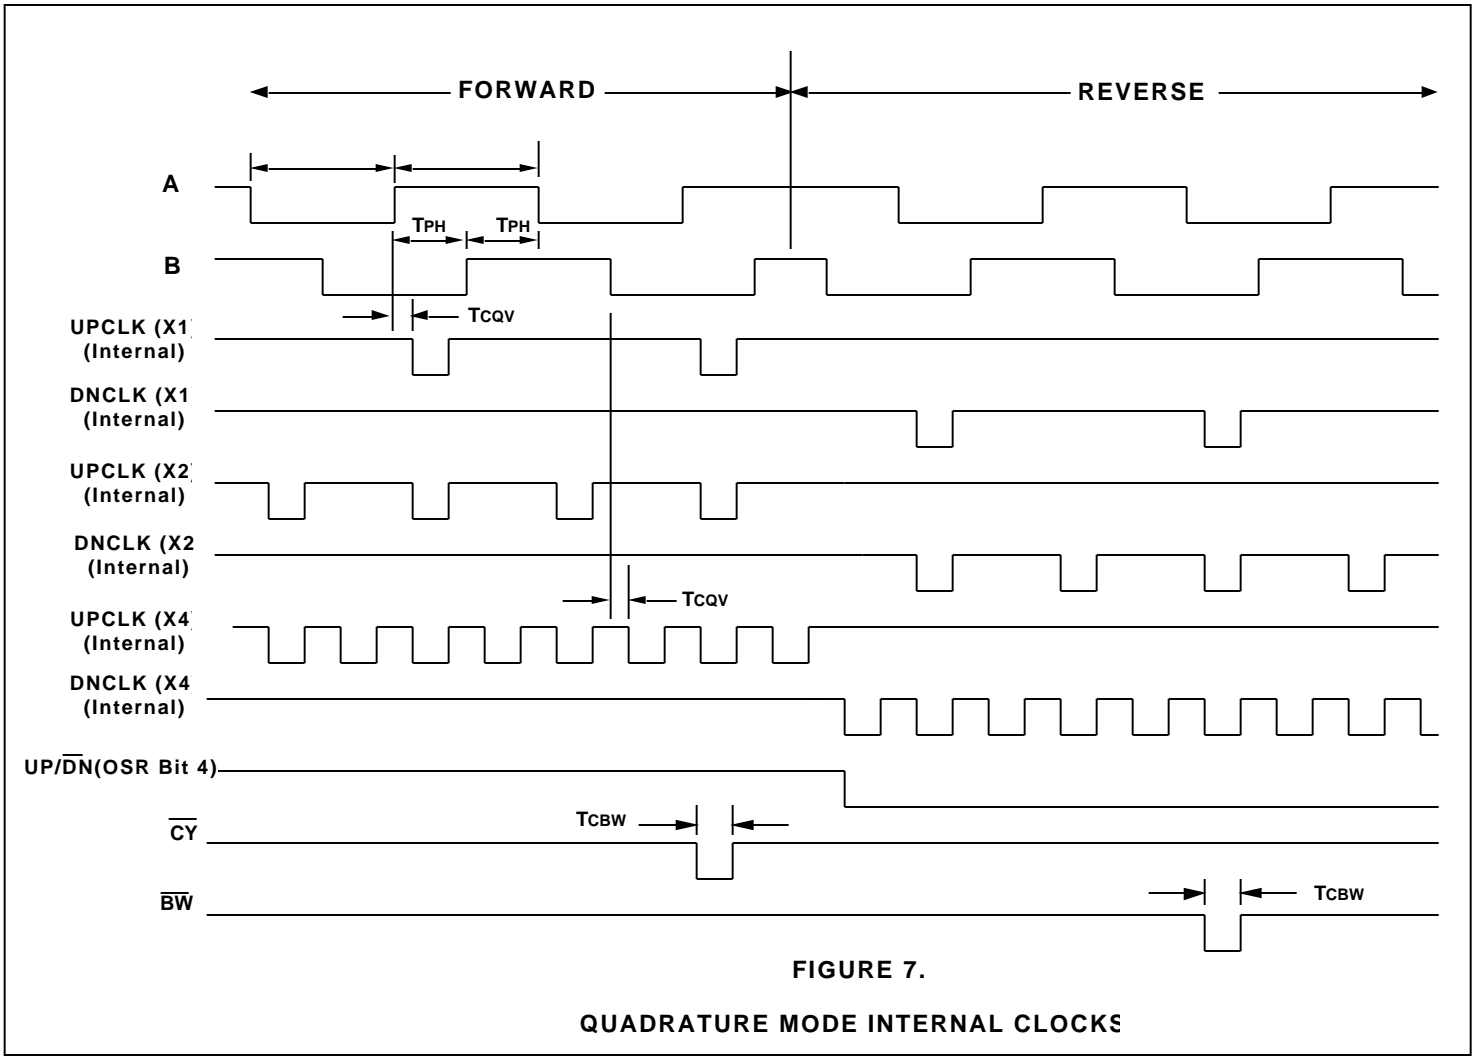 FORWARD REVERSE
A
TPH TPH
B
TCQV
UPCLK (X1)
(Internal)
DNCLK (X1
(Internal)
UPCLK (X2)
(Internal)
DNCLK (X2
(Internal)
TCQV
UPCLK (X4)
(Internal)
DNCLK (X4
(Internal)
UP/DN(OSR Bit 4)
TCBW
CY
TCBW
BW
FIGURE 7.
QUADRATURE MODE INTERNAL CLOCKS